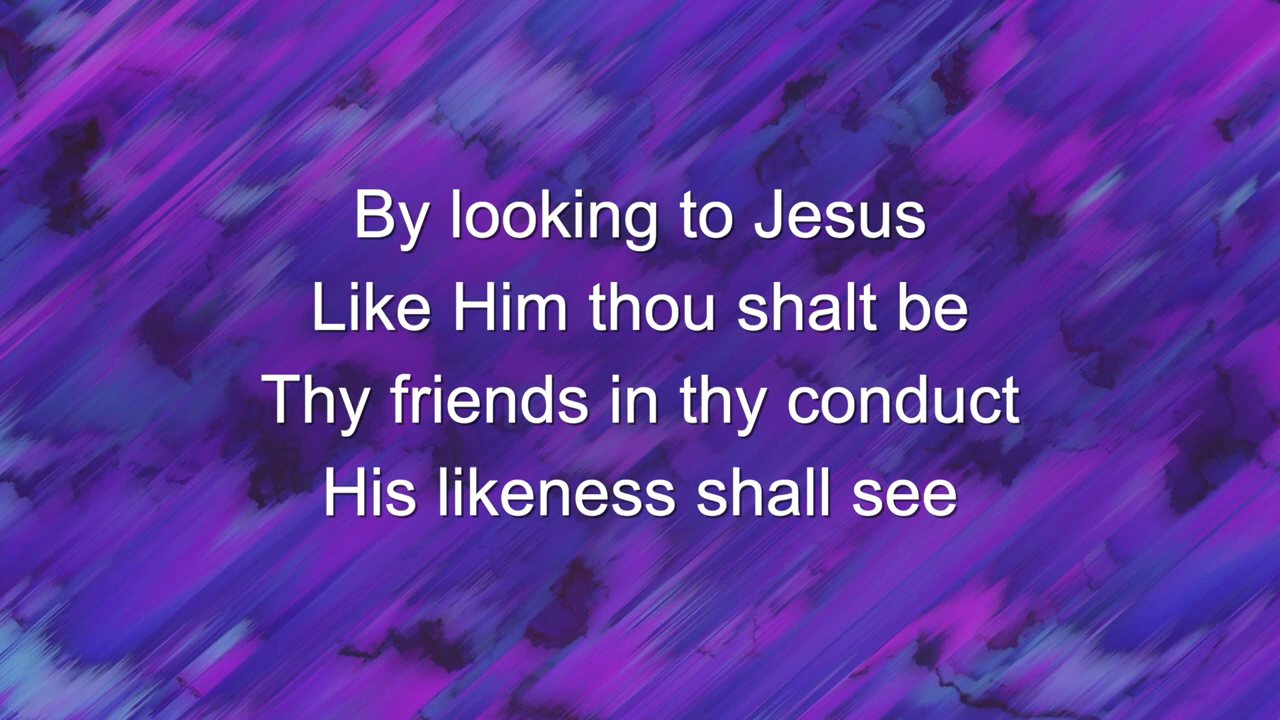 By looking to Jesus
Like Him thou shalt be
Thy friends in thy conduct
His likeness shall see